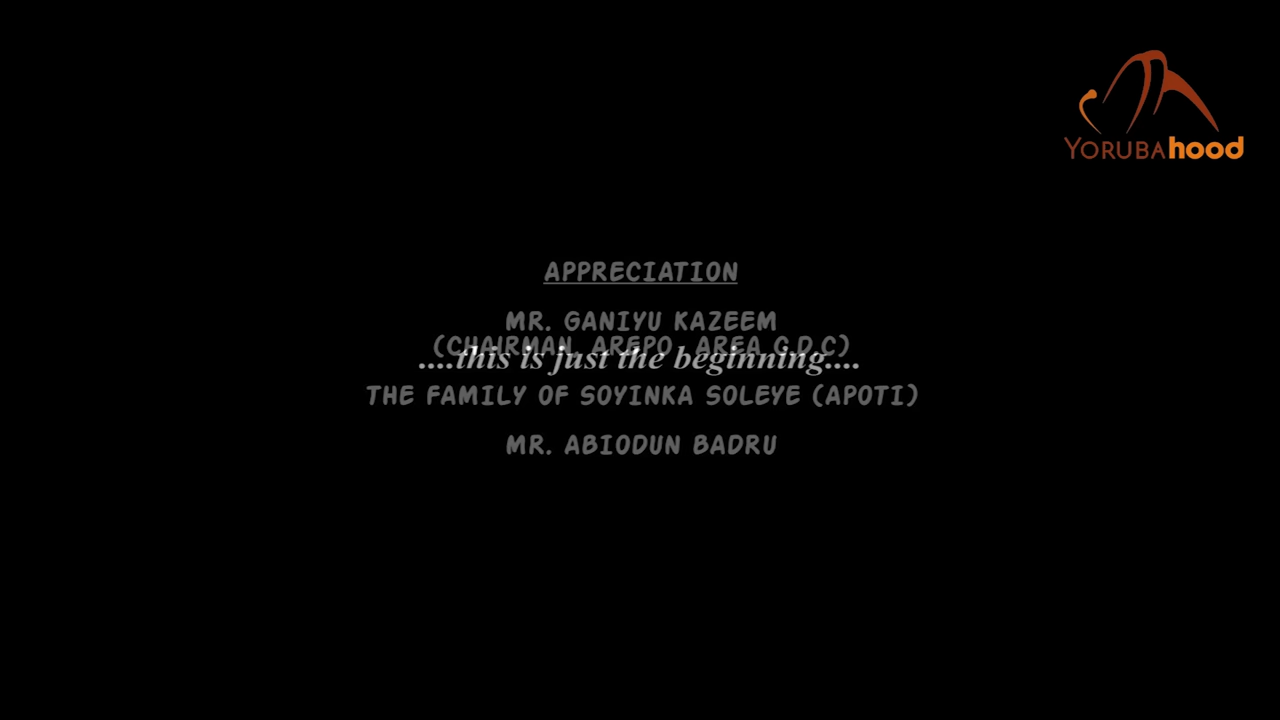 YORUBAhood
APPRECIATION
MR. GANIYU KAZEEM
(CHAIRMAN, AREPO, AREA C.D.C)
....this is just the beginning....
THE FAMILY OF SOYINKA SOLEYE (APOTI)
MR. ABIODUN BADRU